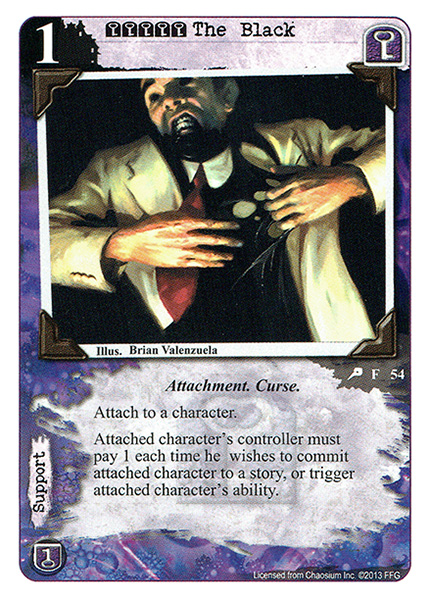 1
The Black
Illus. Brian Valenzuela
F 54
Attachment. Curse.
Attach to a character.
Attached character's controller must
pay 1 each time he wishes to commit
attached character to a story, or trigger
attached character's ability.
Support
1
Licensed from Chaosium Inc. ©2013 FFG